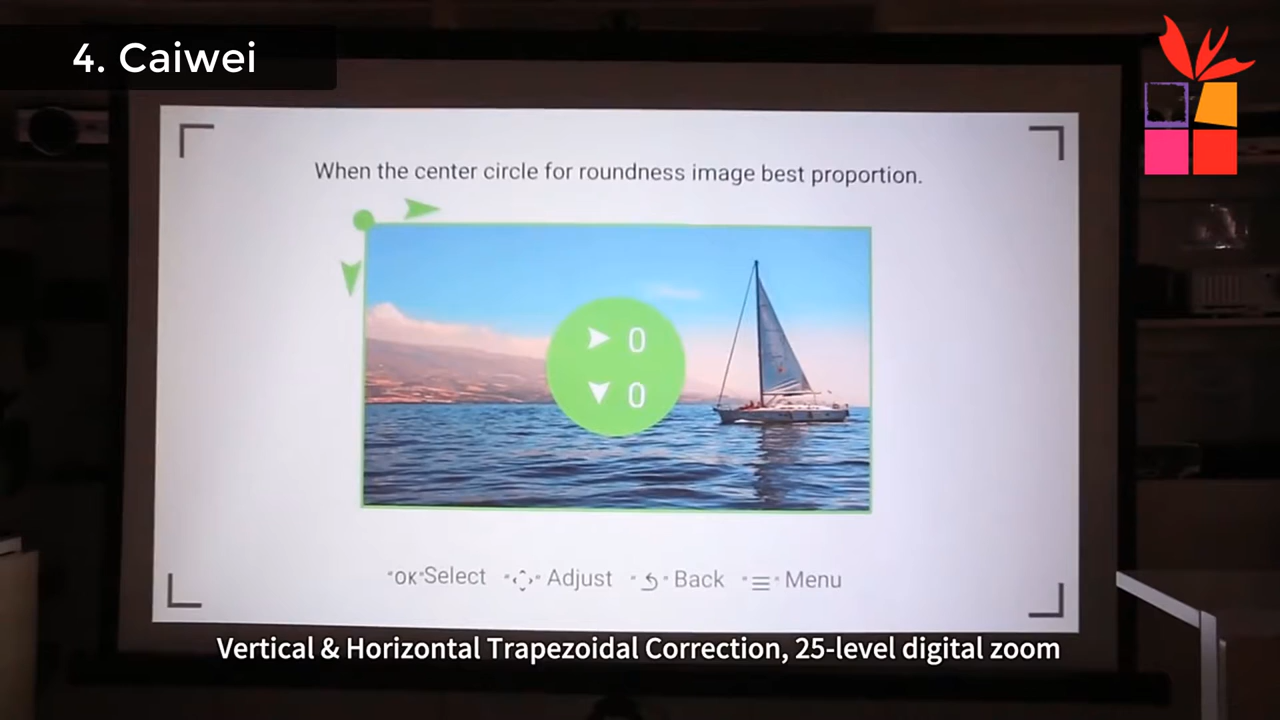 4. Caiwei
When the center circle for roundness image best proportion.
0
0
"OK"Select Adjust Back Menu
Vertical & Horizontal Trapezoidal Correction, 25-level digital zoom